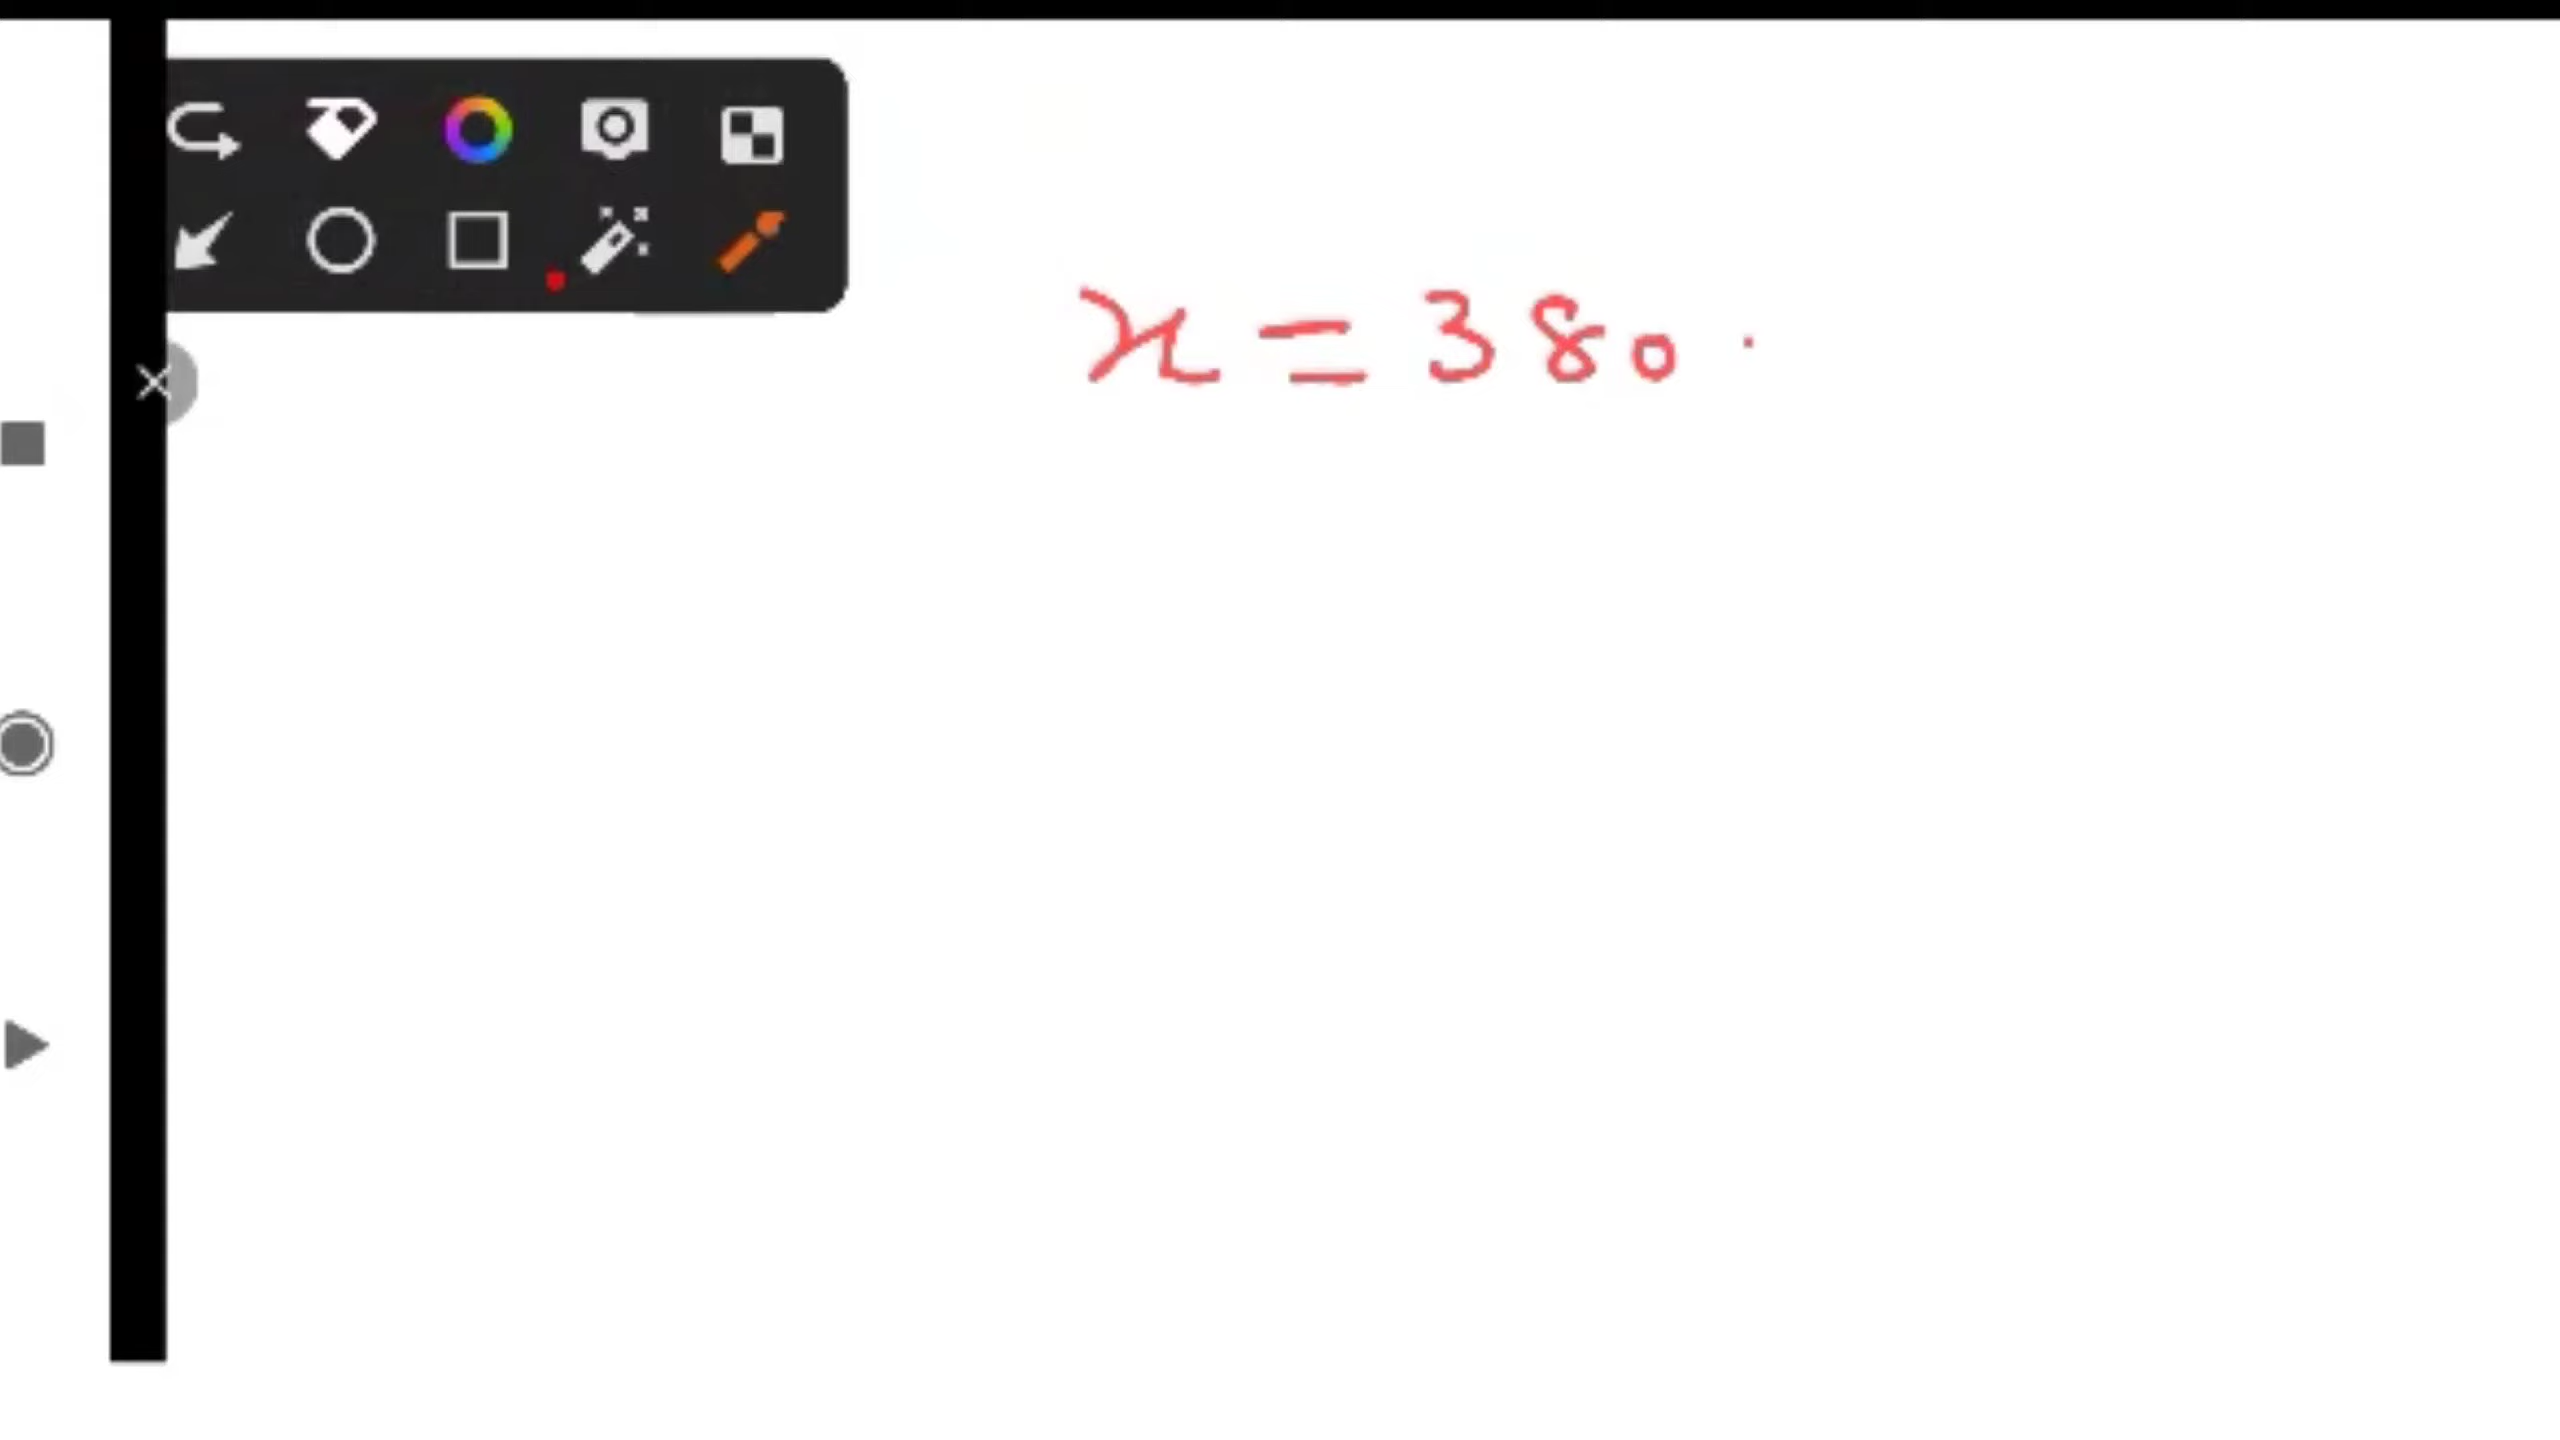 x = 380.